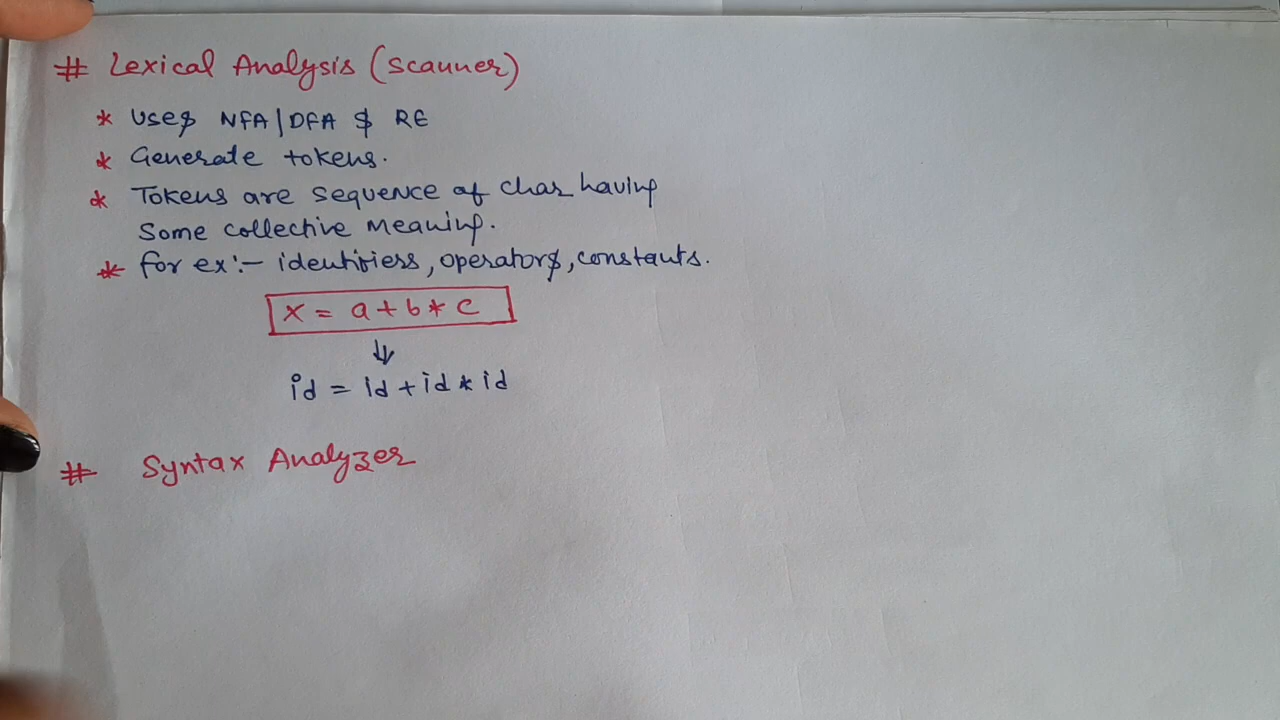 # Lexical Analysis (Scanner)
* Uses NFA/DFA & RE
* Generate tokens.
* Tokens are sequence of char having
some collective meaning.
* for ex:- identifiers, operators, constants.
x = a + b * c
⇓
id = id + id * id
# Syntax Analyzer